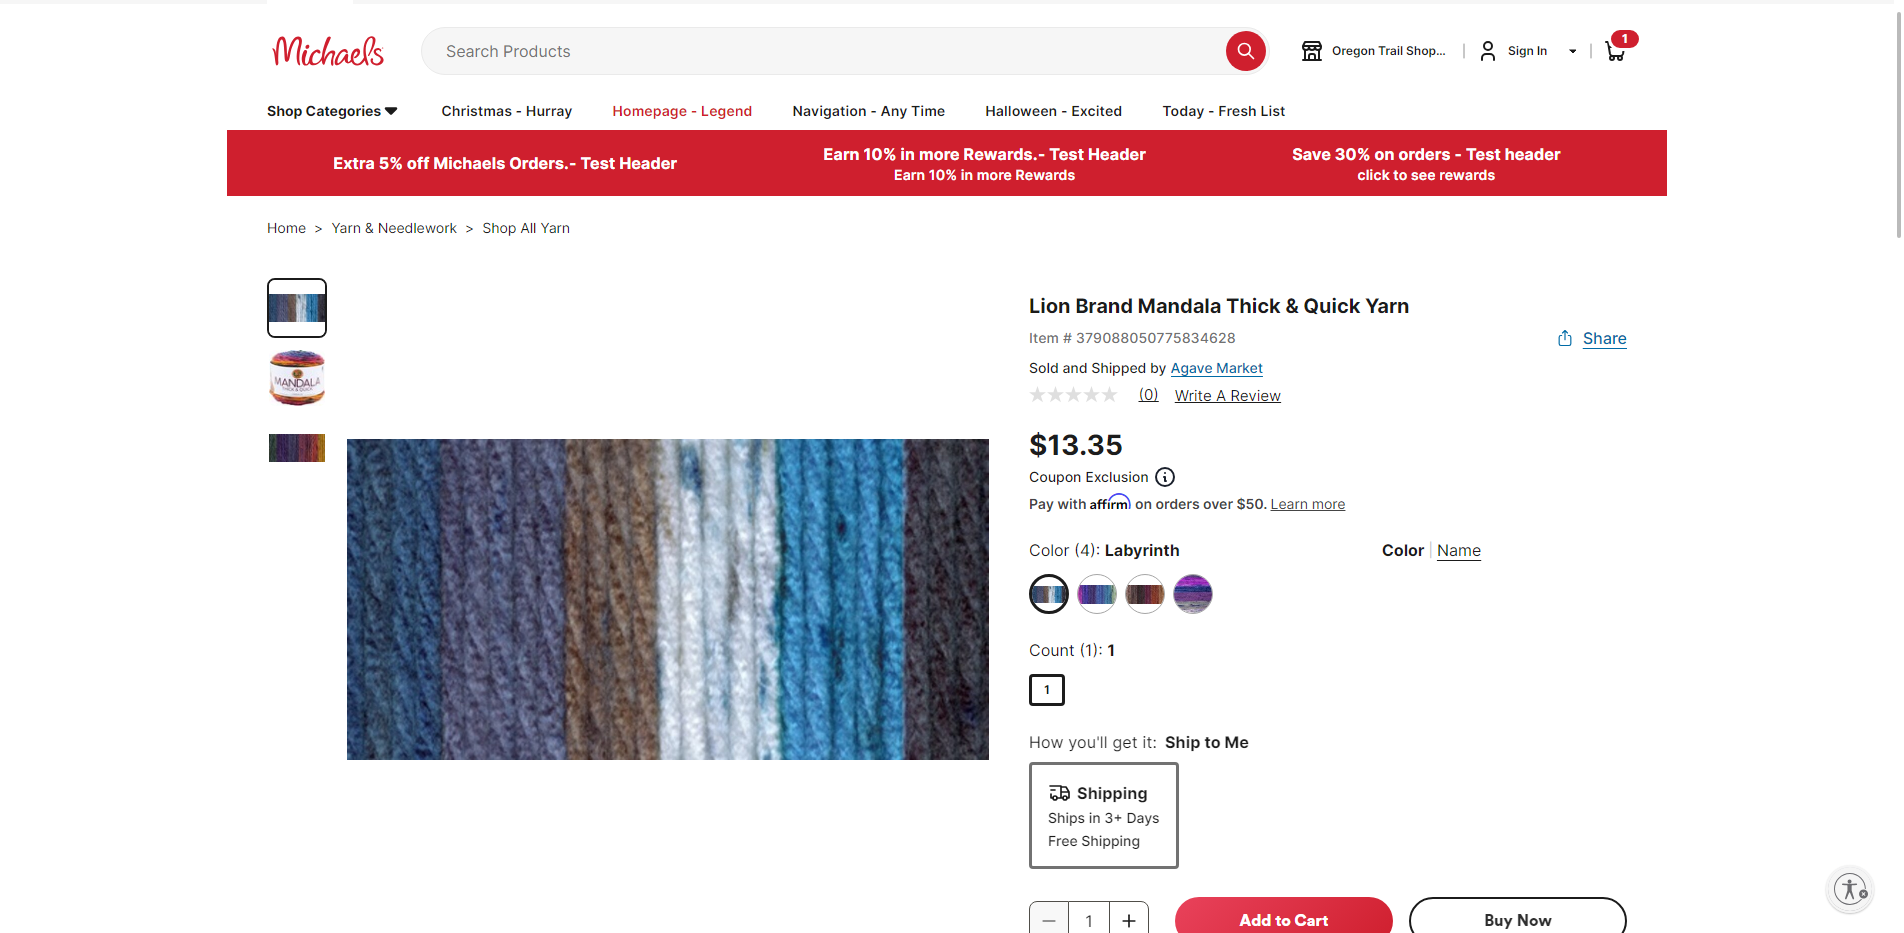 Michaels
Search Products
Oregon Trail Shop...
Sign In
1
Shop Categories
Christmas - Hurray
Homepage - Legend
Navigation - Any Time
Halloween - Excited
Today - Fresh List
Extra 5% off Michaels Orders.- Test Header
Earn 10% in more Rewards.- Test Header
Earn 10% in more Rewards
Save 30% on orders - Test header
click to see rewards
Home > Yarn & Needlework > Shop All Yarn
MANDALA
THICK & QUICK
Lion Brand Mandala Thick & Quick Yarn
Item # 379088050775834628
Share
Sold and Shipped by Agave Market
(0) Write A Review
$13.35
Coupon Exclusion
Pay with affirm on orders over $50. Learn more
Color (4): Labyrinth
Color | Name
Count (1): 1
1
How you'll get it: Ship to Me
Shipping
Ships in 3+ Days
Free Shipping
1
Add to Cart
Buy Now